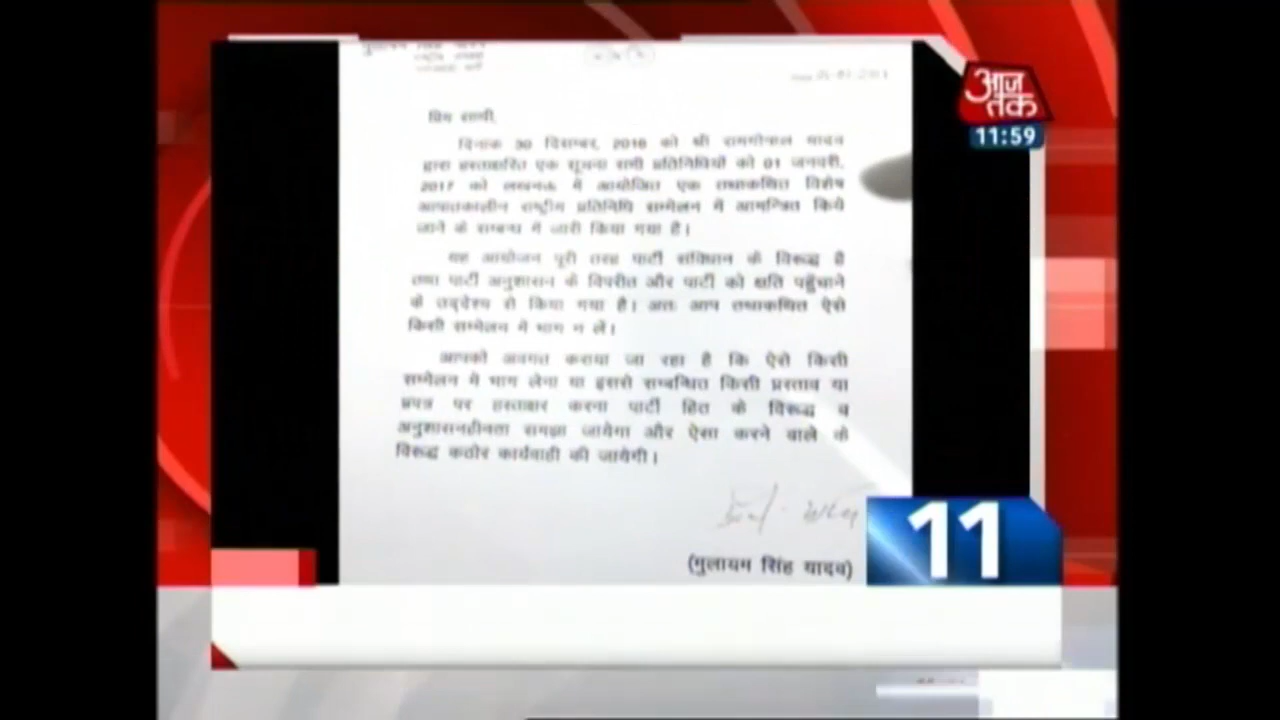 आज
तक
11:59
प्रिय साथी,
दिनांक 30 दिसम्बर, 2016 को श्री रामगोपाल यादव
द्वारा हस्ताक्षरित एक सूचना सभी प्रतिनिधियों को 01 जनवरी,
2017 को लखनऊ में आयोजित एक तथाकथित विशेष
आपातकालीन राष्ट्रीय प्रतिनिधि सम्मेलन में आमन्त्रित किये
जाने के सम्बन्ध में जारी किया गया है।
यह आयोजन पूरी तरह पार्टी संविधान के विरूद्ध है
तथा पार्टी अनुशासन के विपरीत और पार्टी को क्षति पहुँचाने
के उद्देश्य से किया गया है। अतः आप तथाकथित ऐसे
किसी सम्मेलन में भाग न लें।
आपको अवगत कराया जा रहा है कि ऐसे किसी
सम्मेलन में भाग लेना या इससे सम्बन्धित किसी प्रस्ताव या
प्रपत्र पर हस्ताक्षर करना पार्टी हित के विरूद्ध व
अनुशासनहीनता समझा जायेगा और ऐसा करने वाले के
विरूद्ध कठोर कार्यवाही की जायेगी।
(मुलायम सिंह यादव)
11